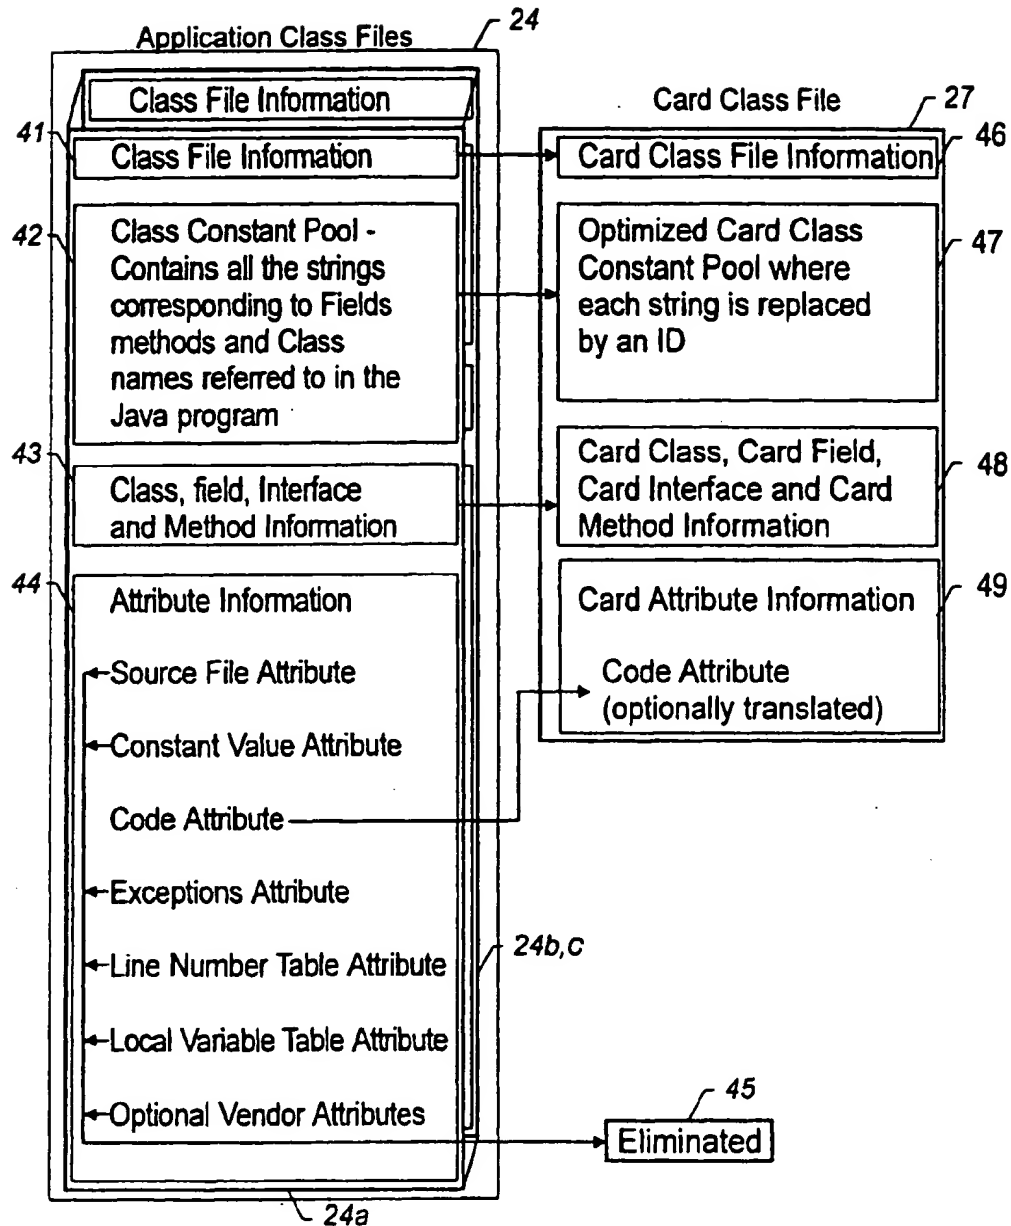 Application Class Files
24
Class File Information
Card Class File
27
41
Class File Information
Card Class File Information
46
42
Class Constant Pool -
Contains all the strings
corresponding to Fields
methods and Class
names referred to in the
Java program
Optimized Card Class
Constant Pool where
each string is replaced
by an ID
47
43
Class, field, Interface
and Method Information
Card Class, Card Field,
Card Interface and Card
Method Information
48
44
Attribute Information
Source File Attribute
Constant Value Attribute
Code Attribute
Exceptions Attribute
Line Number Table Attribute
Local Variable Table Attribute
Optional Vendor Attributes
Card Attribute Information
Code Attribute
(optionally translated)
49
24b,c
45
Eliminated
24a